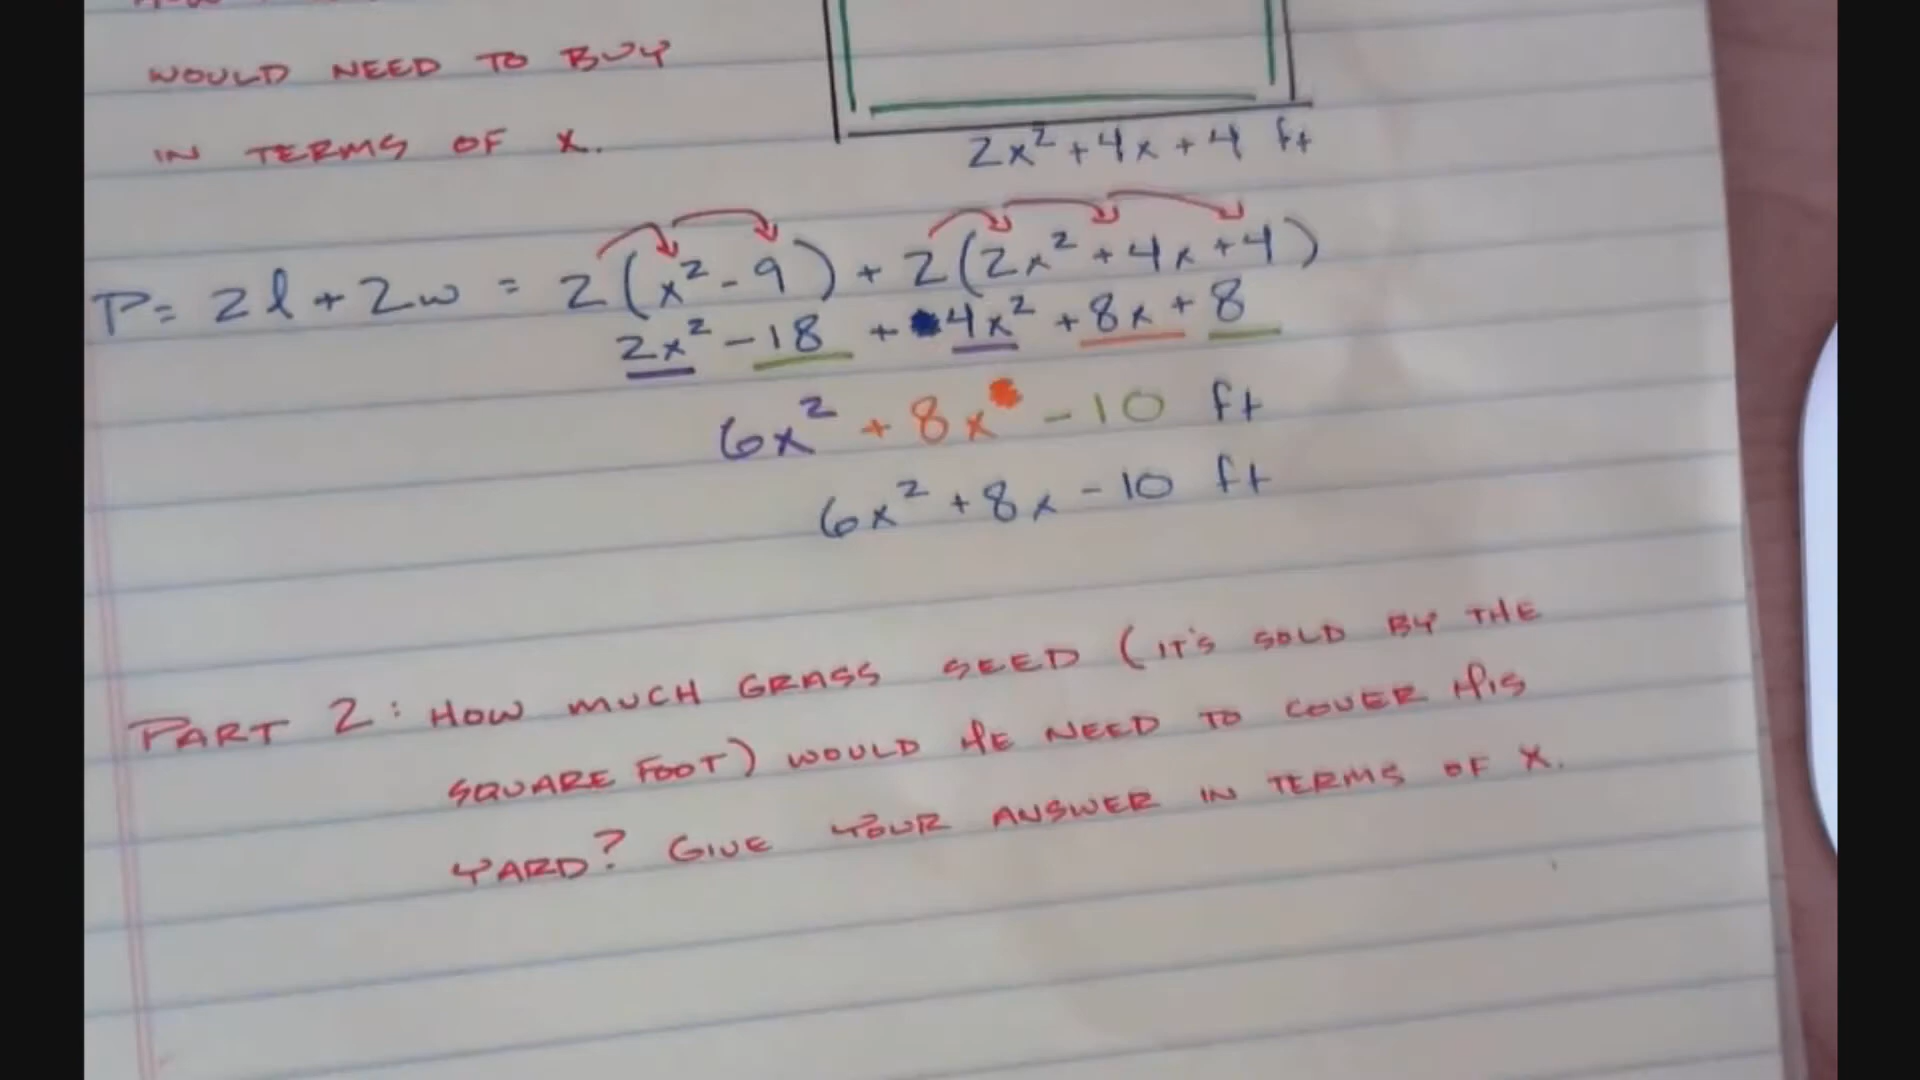 WOULD NEED TO BUY
IN TERMS OF X.
2x² + 4x + 4 ft
P = 2l + 2w = 2(x² - 9) + 2(2x² + 4x + 4)
2x² - 18 + 4x² + 8x + 8
6x² + 8x - 10 ft
6x² + 8x - 10 ft
PART 2: HOW MUCH GRASS SEED (IT'S SOLD BY THE
SQUARE FOOT) WOULD HE NEED TO COVER HIS
YARD? GIVE YOUR ANSWER IN TERMS OF X.